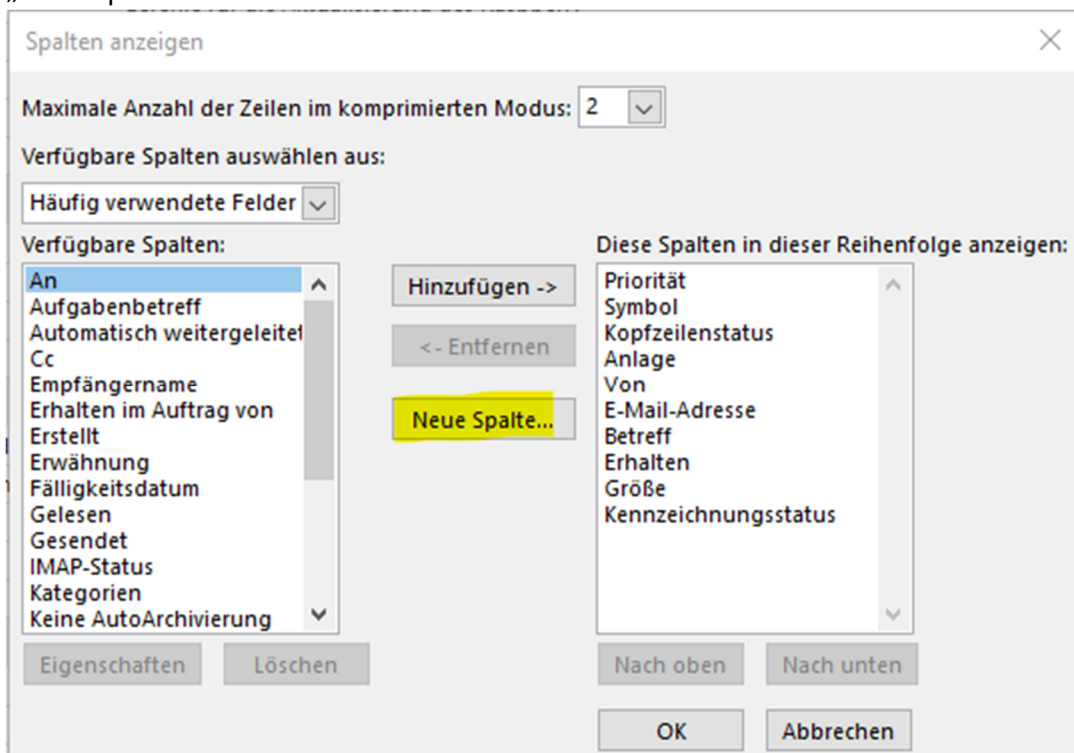 Spalten anzeigen
Maximale Anzahl der Zeilen im komprimierten Modus: 2
Verfügbare Spalten auswählen aus:
Häufig verwendete Felder
Verfügbare Spalten:
An
Aufgabenbetreff
Automatisch weitergeleitet
Cc
Empfängername
Erhalten im Auftrag von
Erstellt
Erwähnung
Fälligkeitsdatum
Gelesen
Gesendet
IMAP-Status
Kategorien
Keine AutoArchivierung
Eigenschaften
Löschen
Hinzufügen ->
<- Entfernen
Neue Spalte...
Diese Spalten in dieser Reihenfolge anzeigen:
Priorität
Symbol
Kopfzeilenstatus
Anlage
Von
E-Mail-Adresse
Betreff
Erhalten
Größe
Kennzeichnungsstatus
Nach oben
Nach unten
OK
Abbrechen